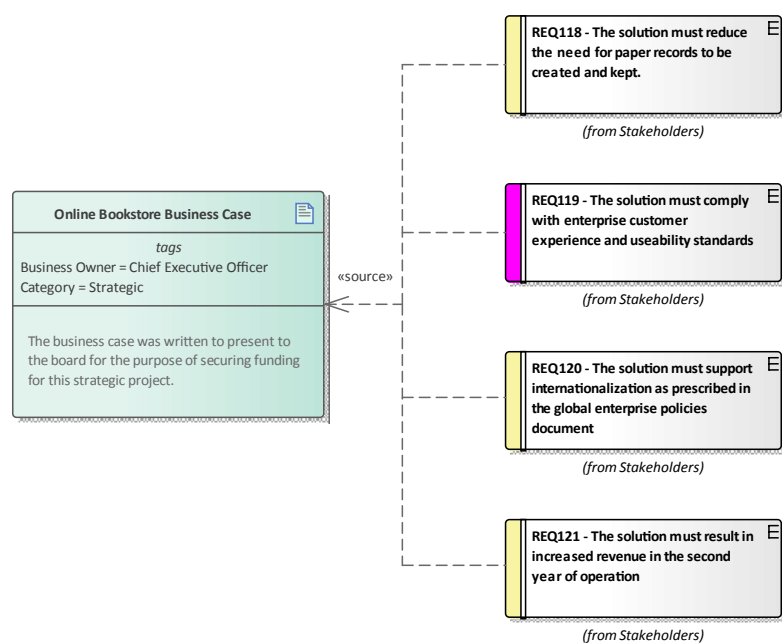 Online Bookstore Business Case
tags
Business Owner = Chief Executive Officer
Category = Strategic
The business case was written to present to
the board for the purpose of securing funding
for this strategic project.
«source»
REQ118 - The solution must reduce
the need for paper records to be
created and kept.
E
(from Stakeholders)
REQ119 - The solution must comply
with enterprise customer
experience and useability standards
E
(from Stakeholders)
REQ120 - The solution must support
internationalization as prescribed in
the global enterprise policies
document
E
(from Stakeholders)
REQ121 - The solution must result in
increased revenue in the second
year of operation
E
(from Stakeholders)